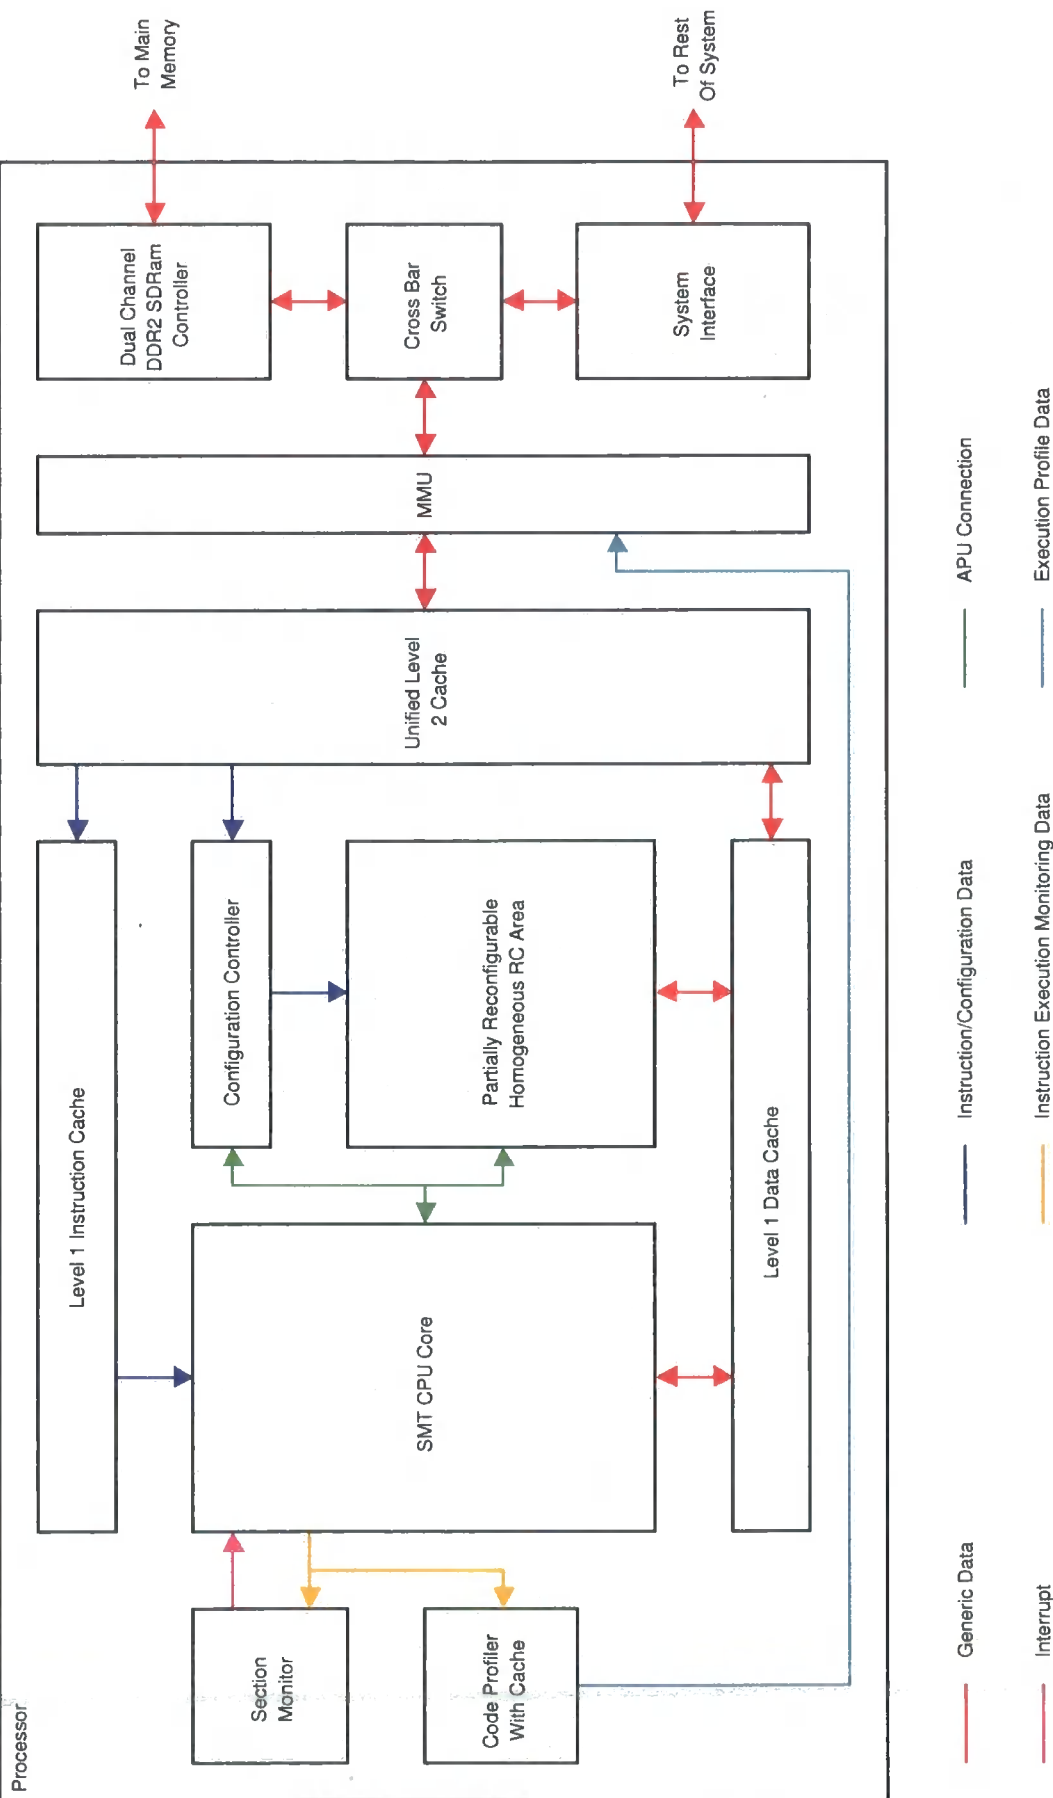 Processor
Section
Monitor
Code Profiler
With Cache
Level 1 Instruction Cache
SMT CPU Core
Level 1 Data Cache
Configuration Controller
Partially Reconfigurable
Homogeneous RC Area
Unified Level
2 Cache
MMU
Dual Channel
DDR2 SDRam
Controller
Cross Bar
Switch
System
Interface
To Main
Memory
To Rest
Of System
Generic Data
Instruction/Configuration Data
APU Connection
Interrupt
Instruction Execution Monitoring Data
Execution Profile Data